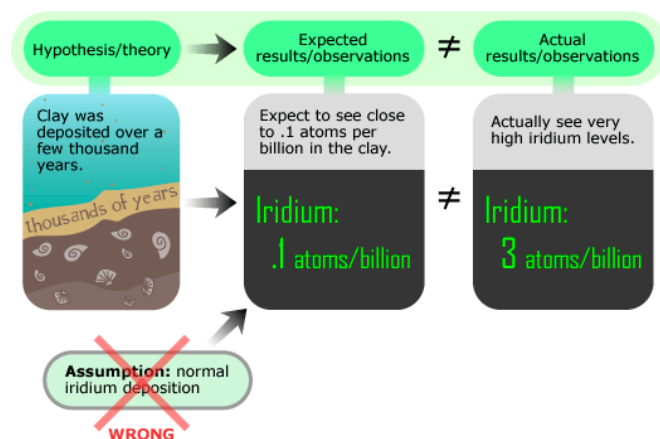 Hypothesis/theory
Expected
results/observations
≠
Actual
results/observations
Clay was
deposited over a
few thousand
years.
thousands of years
Expect to see close
to .1 atoms per
billion in the clay.
Iridium:
.1 atoms/billion
≠
Actually see very
high iridium levels.
Iridium:
3 atoms/billion
Assumption: normal
iridium deposition
WRONG